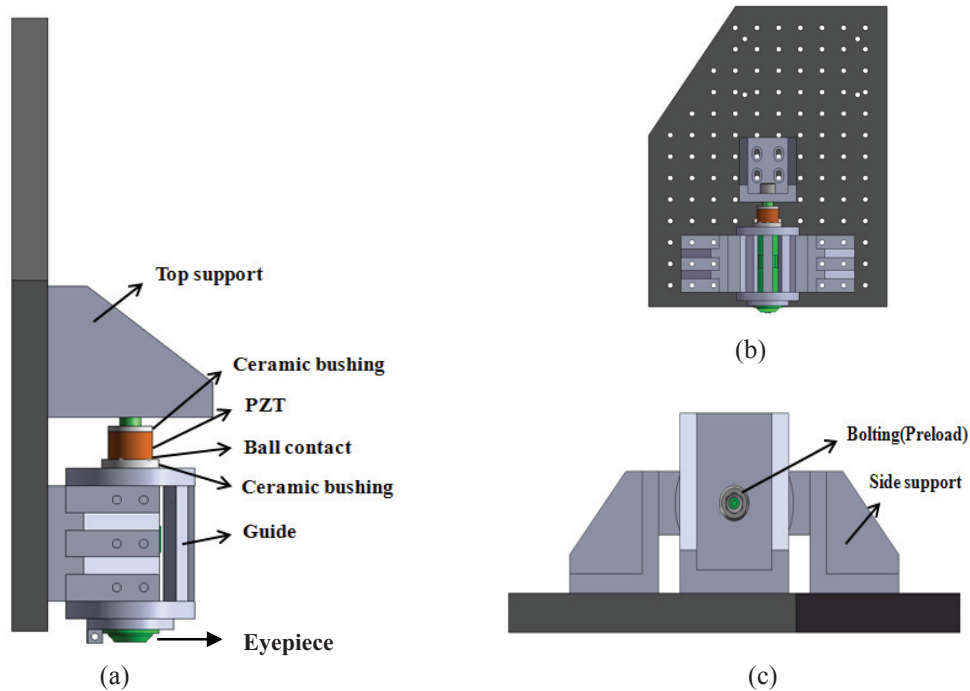 Top support
Ceramic bushing
PZT
Ball contact
Ceramic bushing
Guide
Eyepiece
(a)
(b)
Bolting(Preload)
Side support
(c)